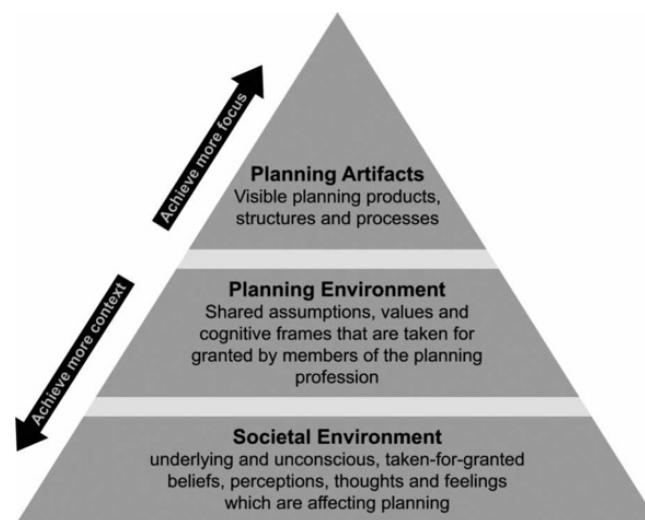 Achieve more focus
Planning Artifacts
Visible planning products,
structures and processes
Achieve more context
Planning Environment
Shared assumptions, values and
cognitive frames that are taken for
granted by members of the planning
profession
Societal Environment
underlying and unconscious, taken-for-granted
beliefs, perceptions, thoughts and feelings
which are affecting planning